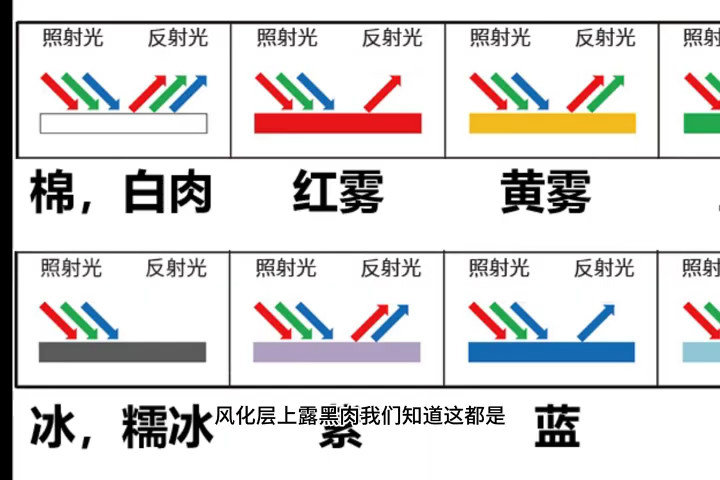 照射光 反射光 照射光 反射光 照射光 反射光 照射
棉，白肉 红雾 黄雾
照射光 反射光 照射光 反射光 照射光 反射光 照射
冰，糯冰 紫 蓝
风化层上露黑肉我们知道这都是